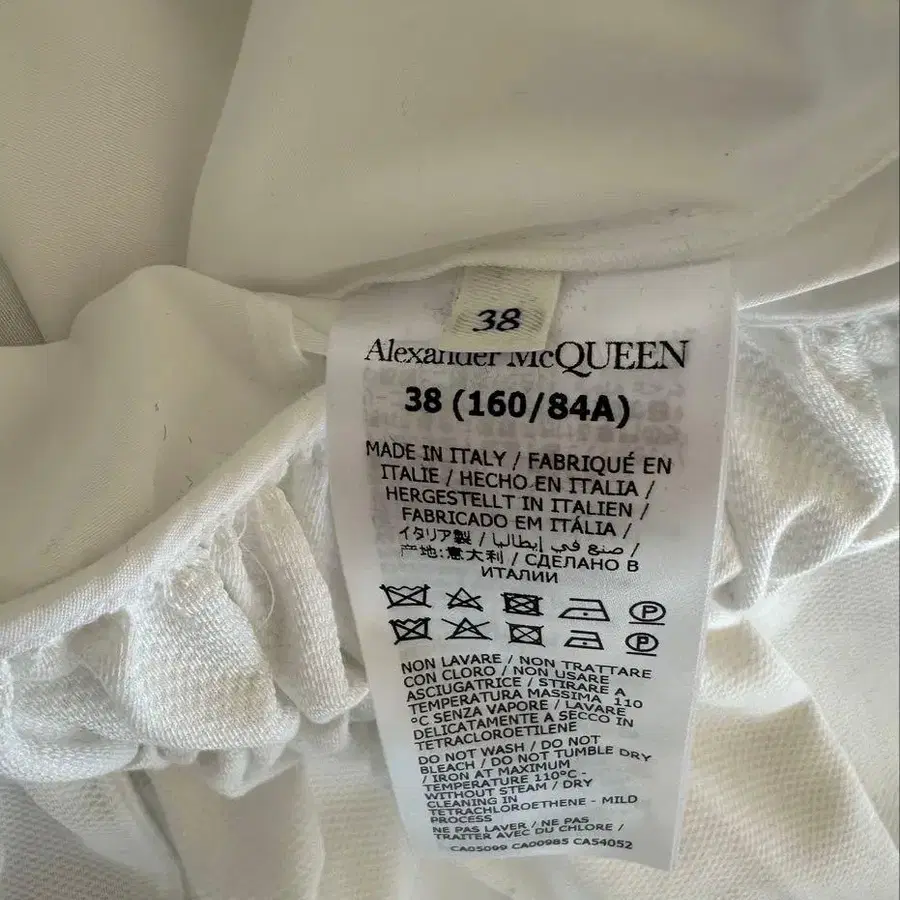 38
Alexander McQUEEN
38 (160/84A)
MADE IN ITALY / FABRIQUÉ EN
ITALIE / HECHO EN ITALIA /
HERGESTELLT IN ITALIEN /
FABRICADO EM ITÁLIA /
イタリア製 / صنع في إيطاليا /
产地:意大利 / СДЕЛАНО В
ИТАЛИИ
P
P
NON LAVARE / NON TRATTARE
CON CLORO / NON USARE
ASCIUGATRICE / STIRARE A
TEMPERATURA MASSIMA 110
°C SENZA VAPORE / LAVARE
DELICATAMENTE A SECCO IN
TETRACLOROETILENE
DO NOT WASH / DO NOT
BLEACH / DO NOT TUMBLE DRY
/ IRON AT MAXIMUM
TEMPERATURE 110°C -
WITHOUT STEAM / DRY
CLEANING IN
TETRACHLOROETHENE - MILD
PROCESS
NE PAS LAVER / NE PAS
TRAITER AVEC DU CHLORE /
CA05099 CA00985 CA54052